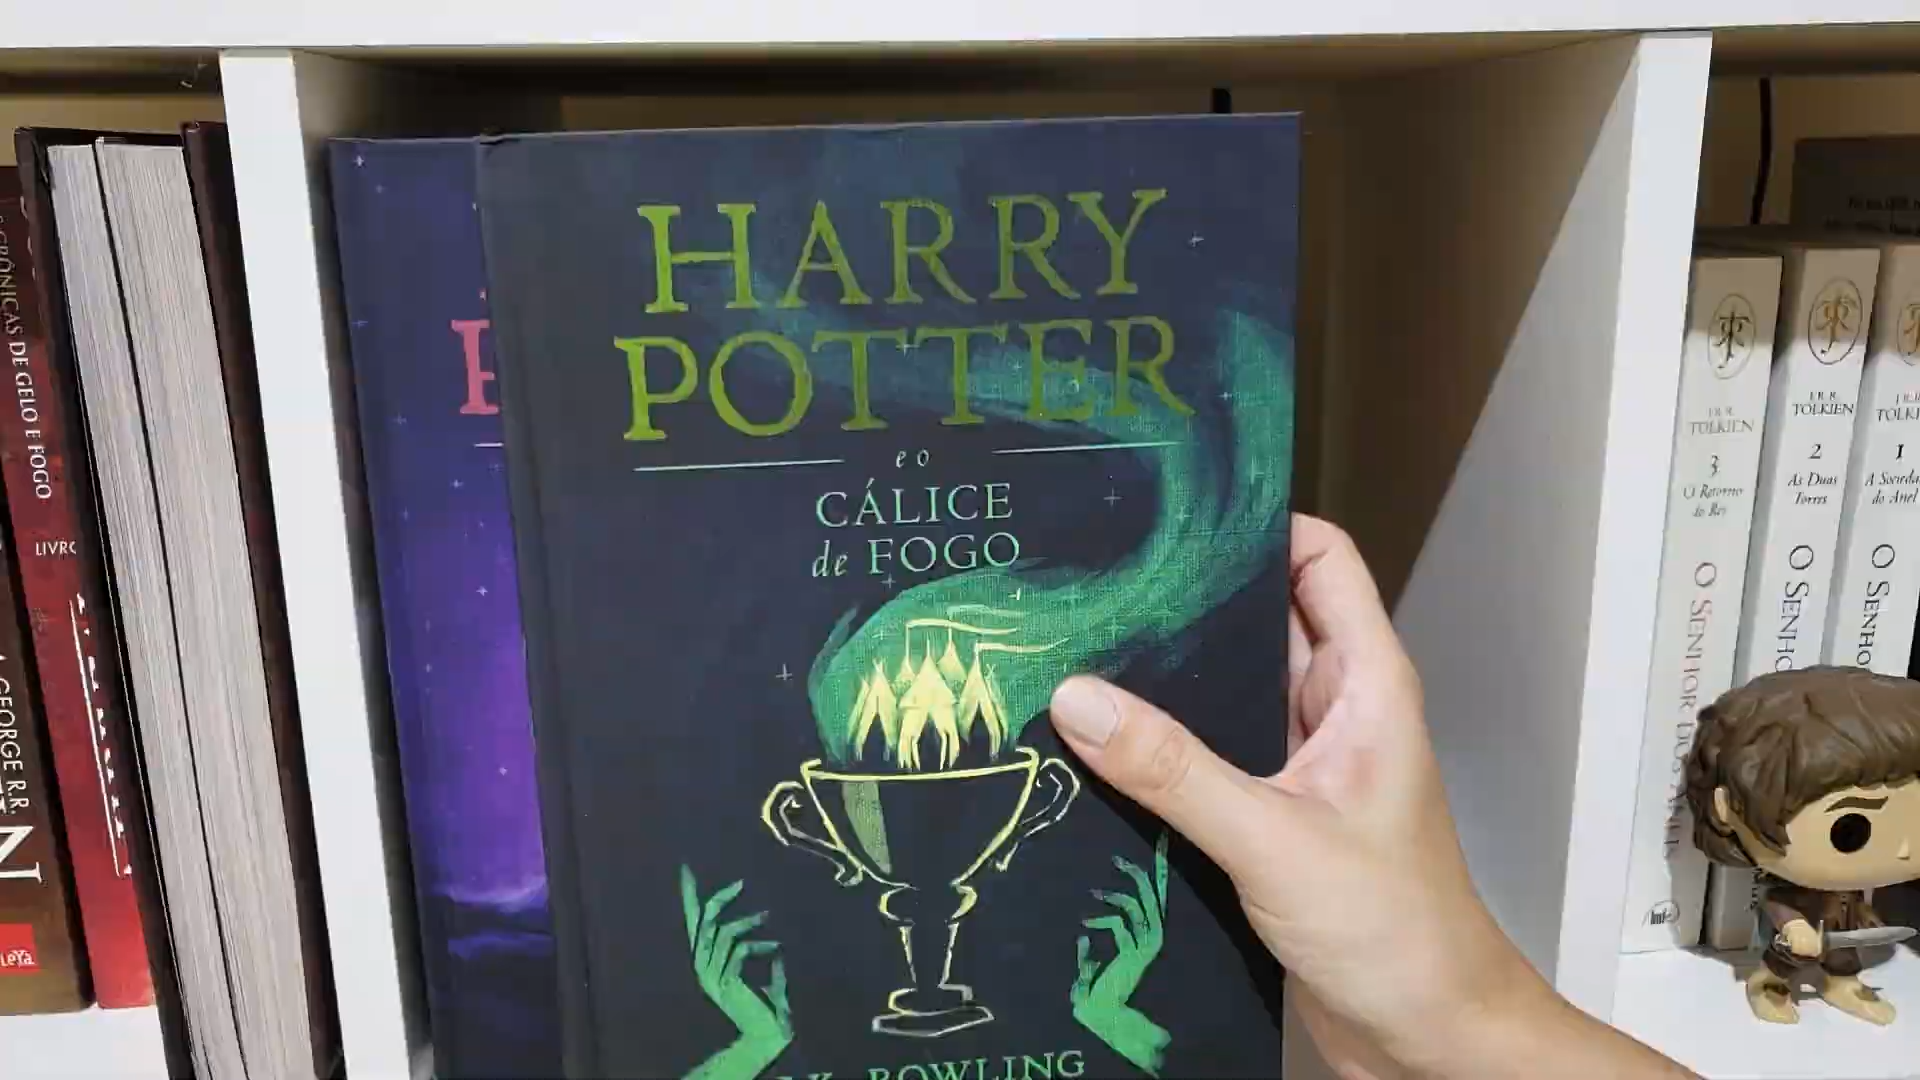 HARRY
POTTER
e o
CÁLICE
de FOGO
ROWLING
CRÔNICAS DE GELO E FOGO
LIVRO
GEORGE R.R.
LeYa
J.R.R.
TOLKIEN
3
O Retorno
do Rei
O SENHOR DOS ANÉIS
J.R.R.
TOLKIEN
2
As Duas
Torres
O SENHO
J.R.R
TOLKIE
1
A Socieda
do Anel
O SENHO